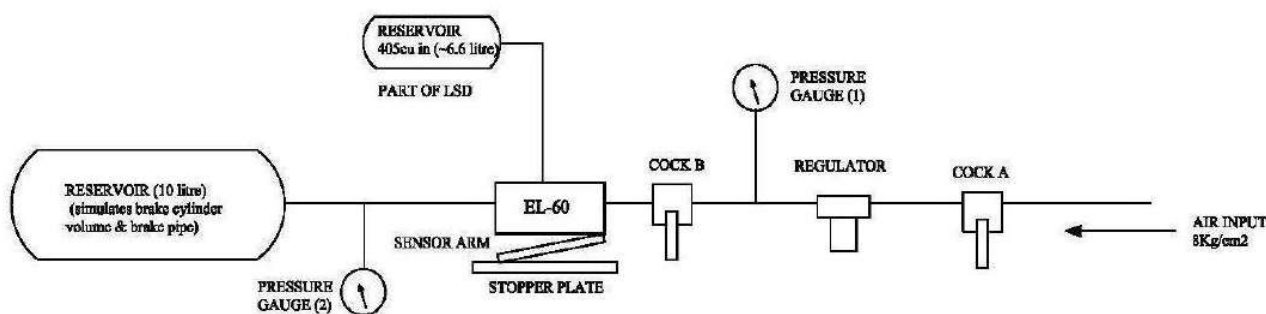 RESERVOIR
405cu in (~6.6 litre)
PART OF LSD
PRESSURE
GAUGE (1)
COCK B
REGULATOR
COCK A
RESERVOIR (10 litre)
(simulates brake cylinder
volume & brake pipe)
EL-60
AIR INPUT
8Kg/cm2
SENSOR ARM
STOPPER PLATE
PRESSURE
GAUGE (2)